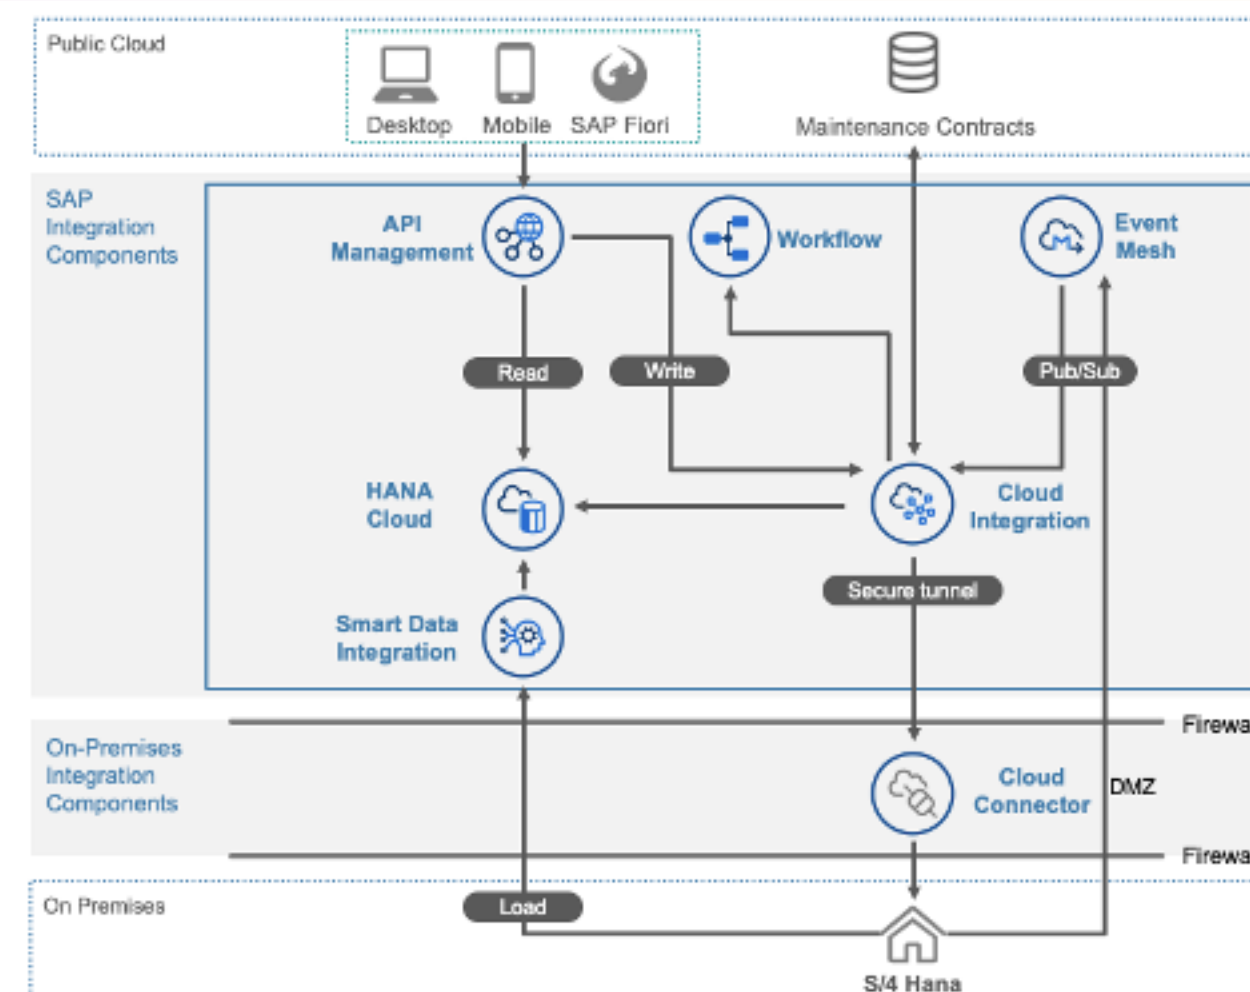 Public Cloud
Desktop
Mobile
SAP Fiori
Maintenance Contracts
SAP
Integration
Components
API
Management
Workflow
Event
Mesh
Read
Write
Pub/Sub
HANA
Cloud
Cloud
Integration
Secure tunnel
Smart Data
Integration
Firewa
On-Premises
Integration
Components
Cloud
Connector
DMZ
Firewa
On Premises
Load
S/4 Hana